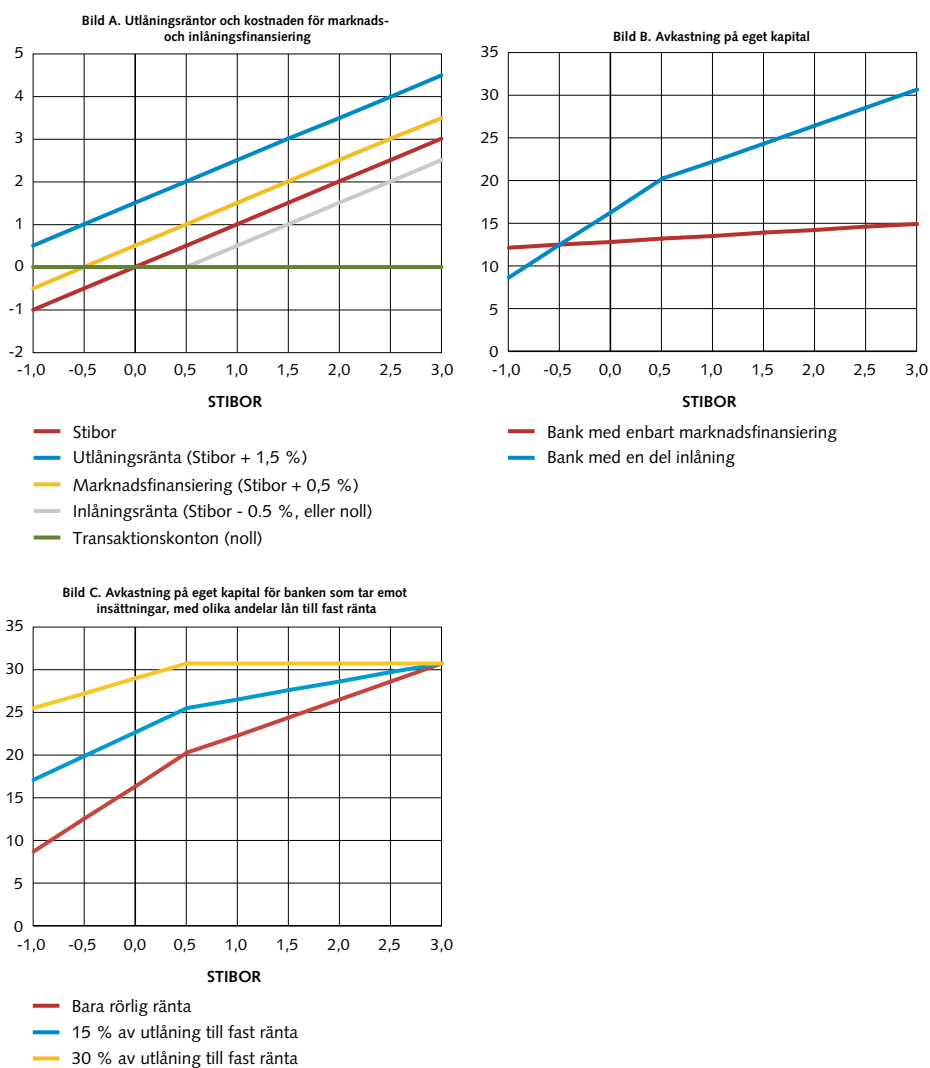 Bild A. Utlåningsräntor och kostnaden för marknads-
och inlåningsfinansiering
5
4
3
2
1
0
-1
-2
-1,0 -0,5 0,0 0,5 1,0 1,5 2,0 2,5 3,0
STIBOR
Stibor
Utlåningsränta (Stibor + 1,5 %)
Marknadsfinansiering (Stibor + 0,5 %)
Inlåningsränta (Stibor - 0.5 %, eller noll)
Transaktionskonton (noll)
Bild B. Avkastning på eget kapital
35
30
25
20
15
10
5
0
-1,0 -0,5 0,0 0,5 1,0 1,5 2,0 2,5 3,0
STIBOR
Bank med enbart marknadsfinansiering
Bank med en del inlåning
Bild C. Avkastning på eget kapital för banken som tar emot
insättningar, med olika andelar lån till fast ränta
35
30
25
20
15
10
5
0
-1,0 -0,5 0,0 0,5 1,0 1,5 2,0 2,5 3,0
STIBOR
Bara rörlig ränta
15 % av utlåning till fast ränta
30 % av utlåning till fast ränta